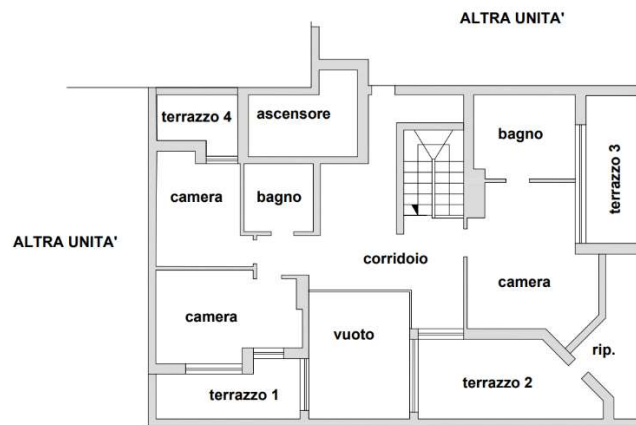 ALTRA UNITA'
terrazzo 4
ascensore
bagno
terrazzo 3
camera
bagno
ALTRA UNITA'
corridoio
camera
camera
vuoto
rip.
terrazzo 1
terrazzo 2